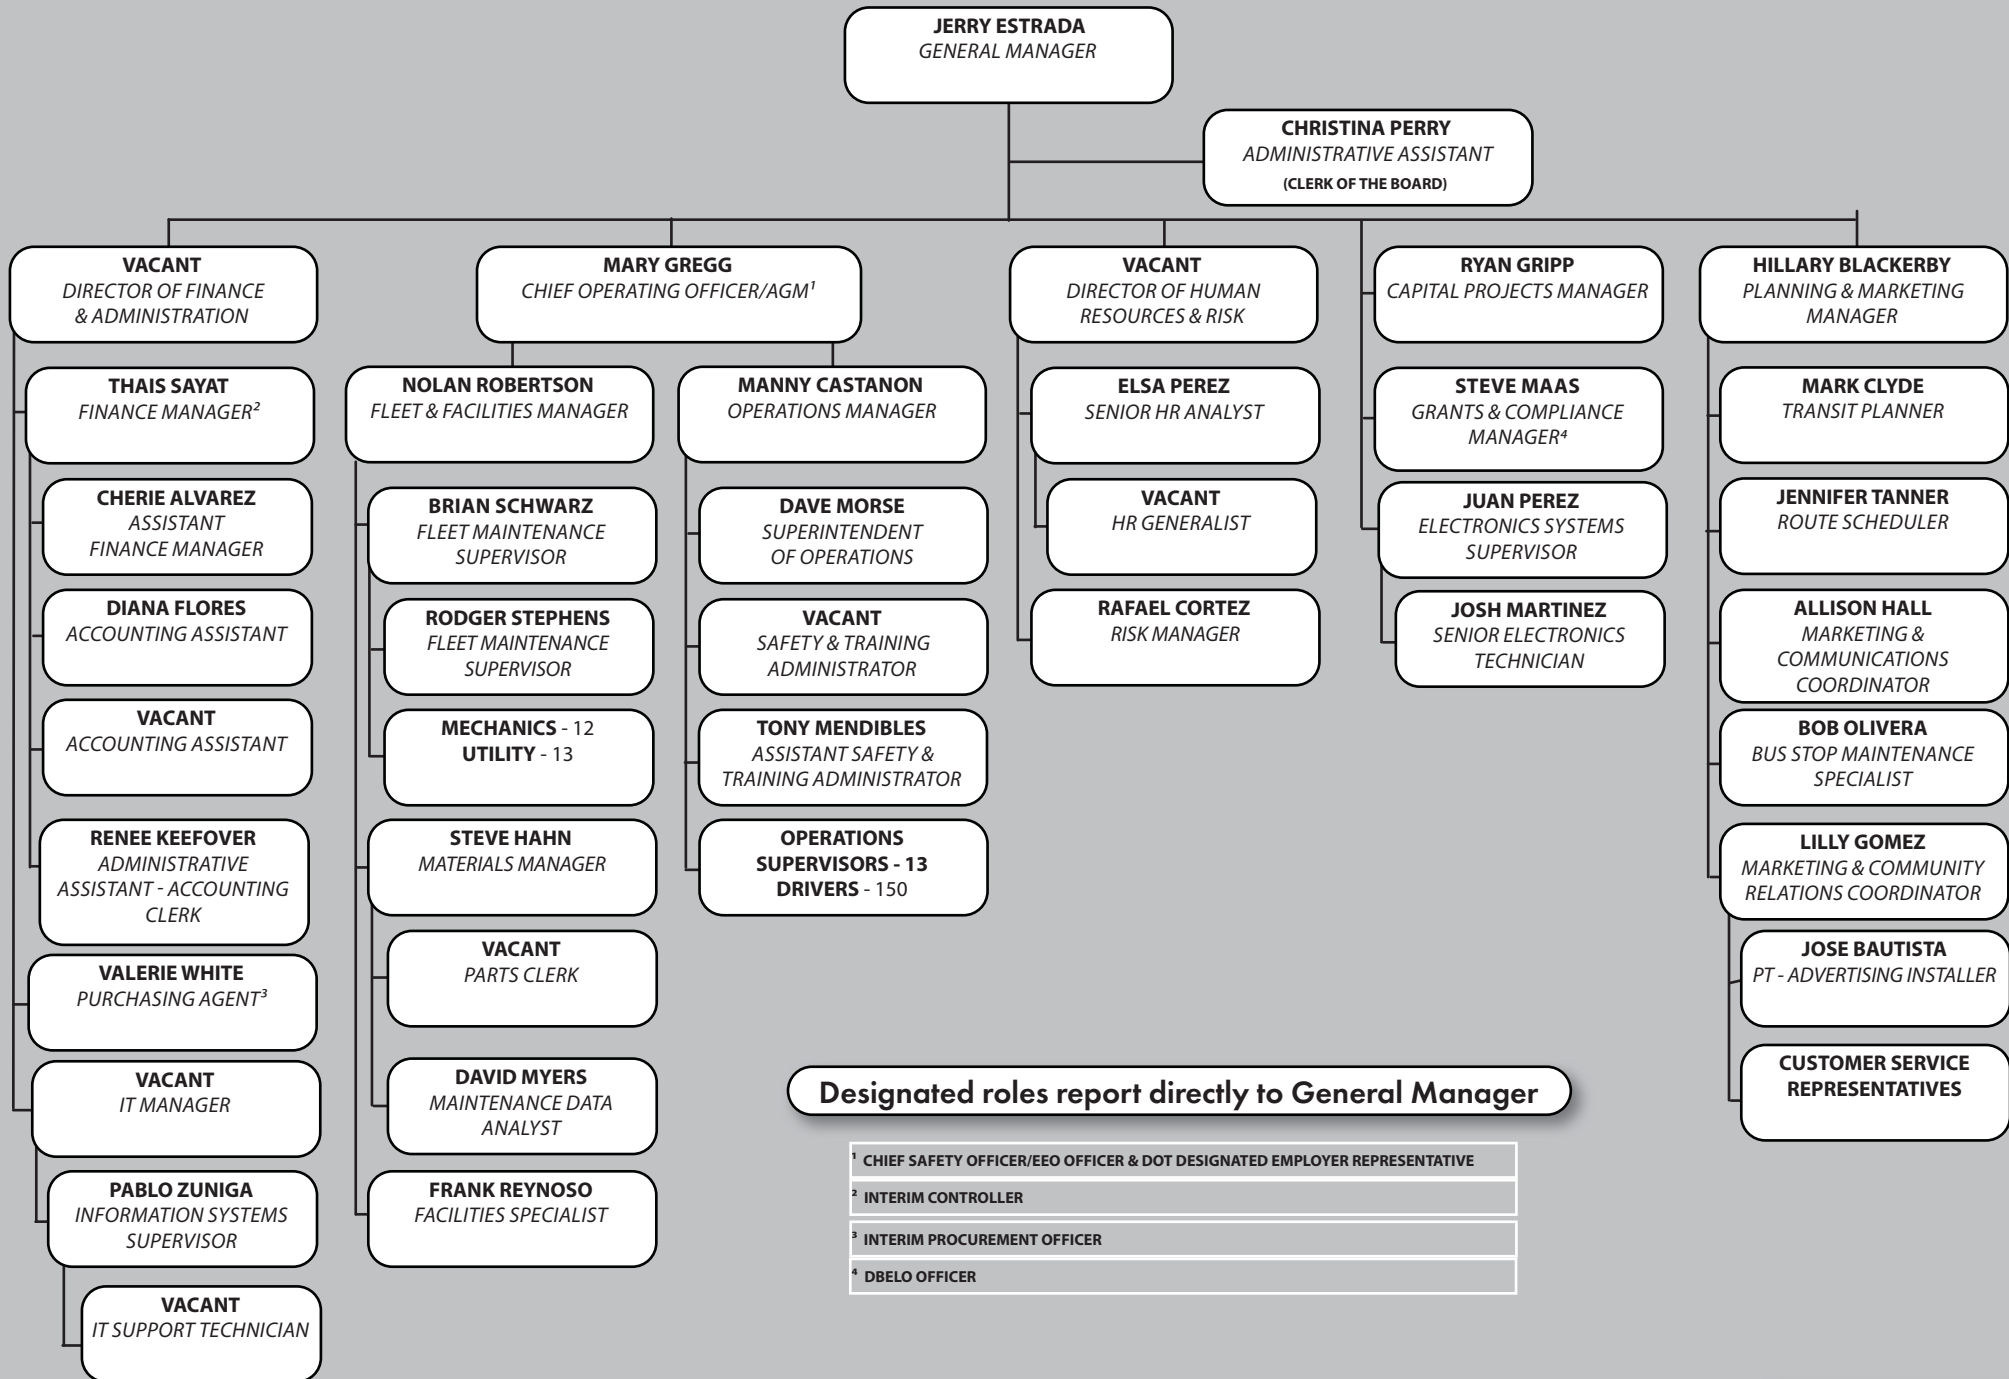 JERRY ESTRADA
GENERAL MANAGER
CHRISTINA PERRY
ADMINISTRATIVE ASSISTANT
(CLERK OF THE BOARD)
VACANT
DIRECTOR OF FINANCE
& ADMINISTRATION
THAIS SAYAT
FINANCE MANAGER²
CHERIE ALVAREZ
ASSISTANT
FINANCE MANAGER
DIANA FLORES
ACCOUNTING ASSISTANT
VACANT
ACCOUNTING ASSISTANT
RENEE KEEFOVER
ADMINISTRATIVE
ASSISTANT - ACCOUNTING
CLERK
VALERIE WHITE
PURCHASING AGENT³
VACANT
IT MANAGER
PABLO ZUNIGA
INFORMATION SYSTEMS
SUPERVISOR
VACANT
IT SUPPORT TECHNICIAN
MARY GREGG
CHIEF OPERATING OFFICER/AGM¹
NOLAN ROBERTSON
FLEET & FACILITIES MANAGER
BRIAN SCHWARZ
FLEET MAINTENANCE
SUPERVISOR
RODGER STEPHENS
FLEET MAINTENANCE
SUPERVISOR
MECHANICS - 12
UTILITY - 13
STEVE HAHN
MATERIALS MANAGER
VACANT
PARTS CLERK
DAVID MYERS
MAINTENANCE DATA
ANALYST
FRANK REYNOSO
FACILITIES SPECIALIST
MANNY CASTANON
OPERATIONS MANAGER
DAVE MORSE
SUPERINTENDENT
OF OPERATIONS
VACANT
SAFETY & TRAINING
ADMINISTRATOR
TONY MENDIBLES
ASSISTANT SAFETY &
TRAINING ADMINISTRATOR
OPERATIONS
SUPERVISORS - 13
DRIVERS - 150
VACANT
DIRECTOR OF HUMAN
RESOURCES & RISK
ELSA PEREZ
SENIOR HR ANALYST
VACANT
HR GENERALIST
RAFAEL CORTEZ
RISK MANAGER
RYAN GRIPP
CAPITAL PROJECTS MANAGER
STEVE MAAS
GRANTS & COMPLIANCE
MANAGER⁴
JUAN PEREZ
ELECTRONICS SYSTEMS
SUPERVISOR
JOSH MARTINEZ
SENIOR ELECTRONICS
TECHNICIAN
HILLARY BLACKERBY
PLANNING & MARKETING
MANAGER
MARK CLYDE
TRANSIT PLANNER
JENNIFER TANNER
ROUTE SCHEDULER
ALLISON HALL
MARKETING &
COMMUNICATIONS
COORDINATOR
BOB OLIVERA
BUS STOP MAINTENANCE
SPECIALIST
LILLY GOMEZ
MARKETING & COMMUNITY
RELATIONS COORDINATOR
JOSE BAUTISTA
PT - ADVERTISING INSTALLER
CUSTOMER SERVICE
REPRESENTATIVES
Designated roles report directly to General Manager
¹ CHIEF SAFETY OFFICER/EEO OFFICER & DOT DESIGNATED EMPLOYER REPRESENTATIVE
² INTERIM CONTROLLER
³ INTERIM PROCUREMENT OFFICER
⁴ DBELO OFFICER